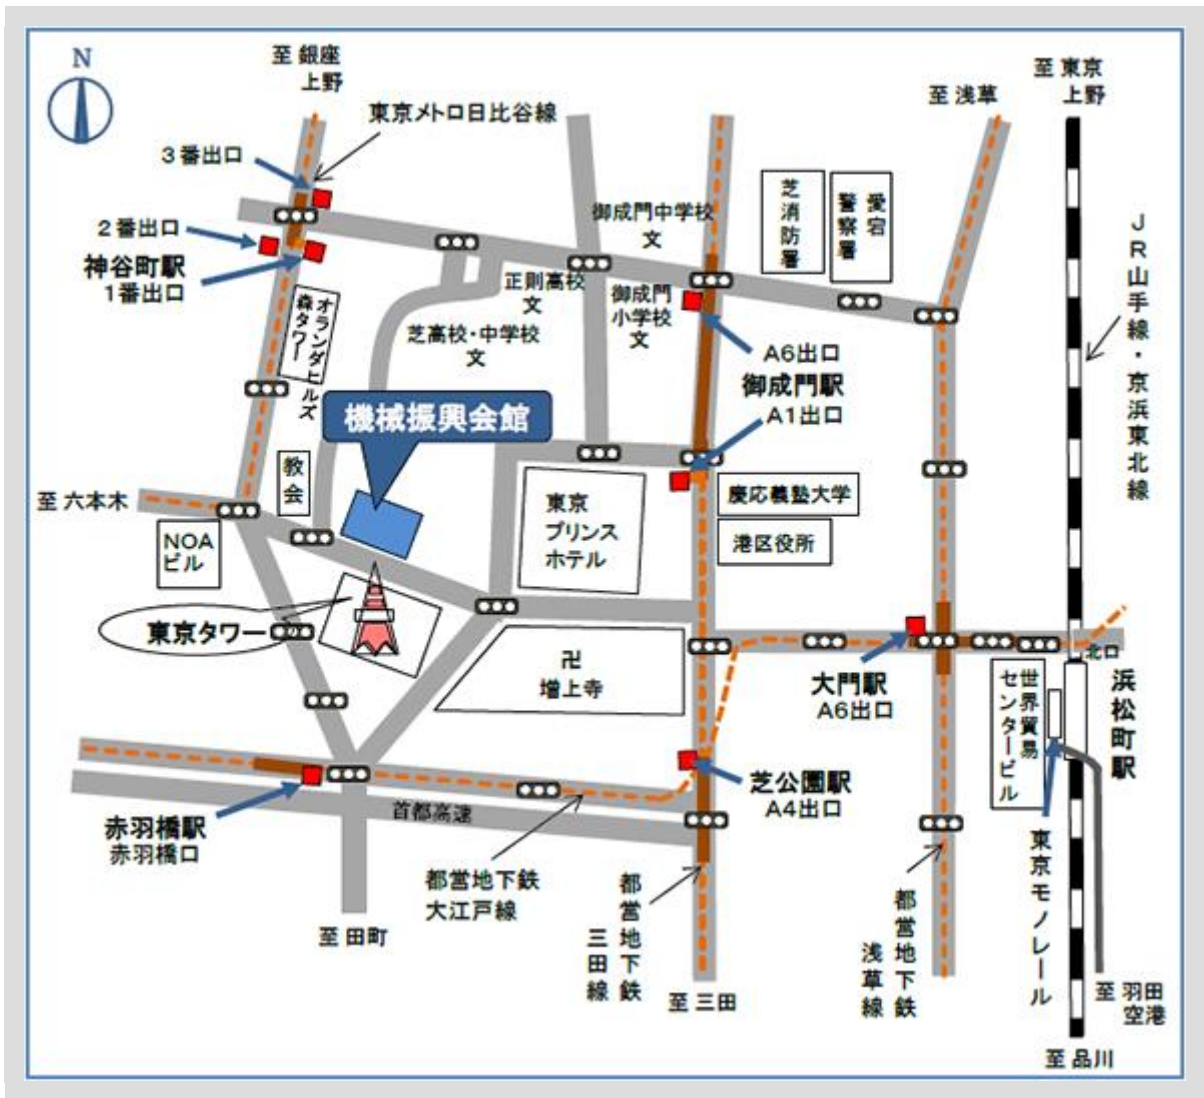 N
至 銀座
上野
東京メトロ日比谷線
至 浅草
至 東京
上野
3番出口
2番出口
神谷町駅
1番出口
御成門中学校
文
芝消防署
愛宕
警察署
JR山手線・京浜東北線
正則高校
文
御成門
小学校
文
芝高校・中学校
文
オランダヒルズ
森タワー
A6出口
御成門駅
A1出口
機械振興会館
教会
至 六本木
NOA
ビル
東京
プリンス
ホテル
慶応義塾大学
港区役所
東京タワー
卍
増上寺
大門駅
A6出口
北口
浜松町駅
世界貿易
センタービル
芝公園駅
A4出口
赤羽橋駅
赤羽橋口
首都高速
都営地下鉄
大江戸線
都営地下鉄
三田線
都営地下鉄
浅草線
東京モノレール
至 田町
至 三田
至 羽田
空港
至 品川